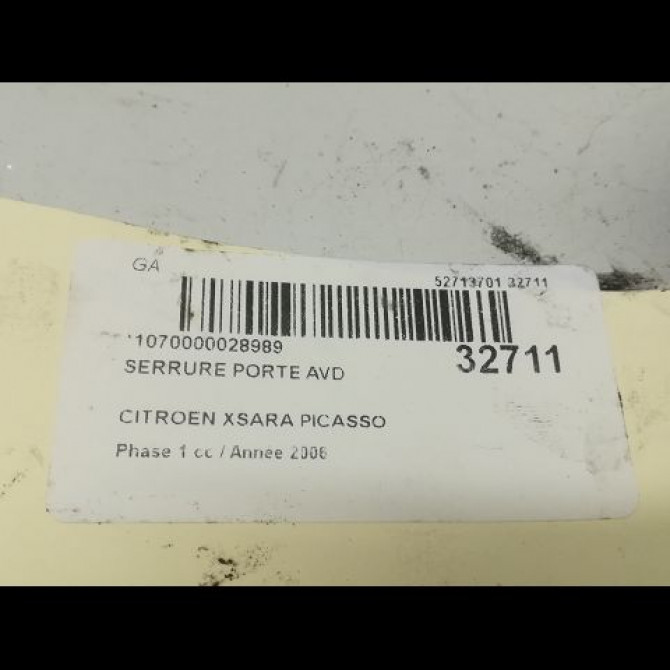 GA
52713701 32711
1070000028989
32711
SERRURE PORTE AVD
CITROEN XSARA PICASSO
Phase 1 cc / Annee 2006